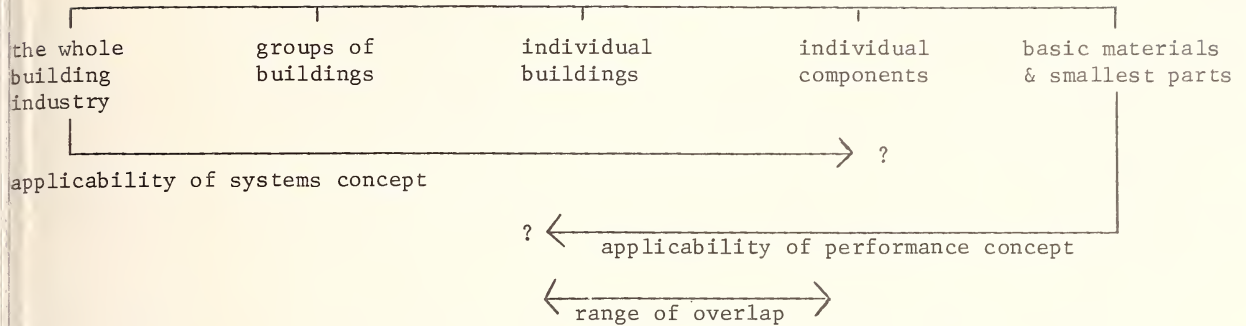 the whole
building
industry
groups of
buildings
individual
buildings
individual
components
basic materials
& smallest parts
?
applicability of systems concept
?
applicability of performance concept
range of overlap